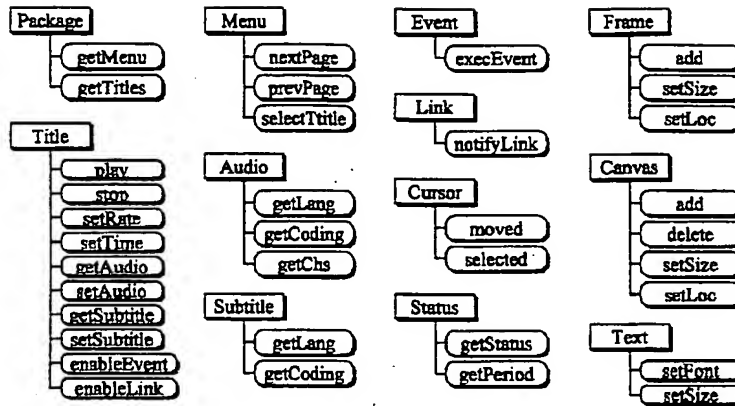 Package
getMenu
getTitles
Title
play
stop
setRate
setTime
getAudio
setAudio
getSubtitle
setSubtitle
enableEvent
enableLink
Menu
nextPage
prevPage
selectTtitle
Audio
getLang
getCoding
getChs
Subtitle
getLang
getCoding
Event
execEvent
Link
notifyLink
Cursor
moved
selected
Status
getStatus
getPeriod
Frame
add
setSize
setLoc
Canvas
add
delete
setSize
setLoc
Text
setFont
setSize